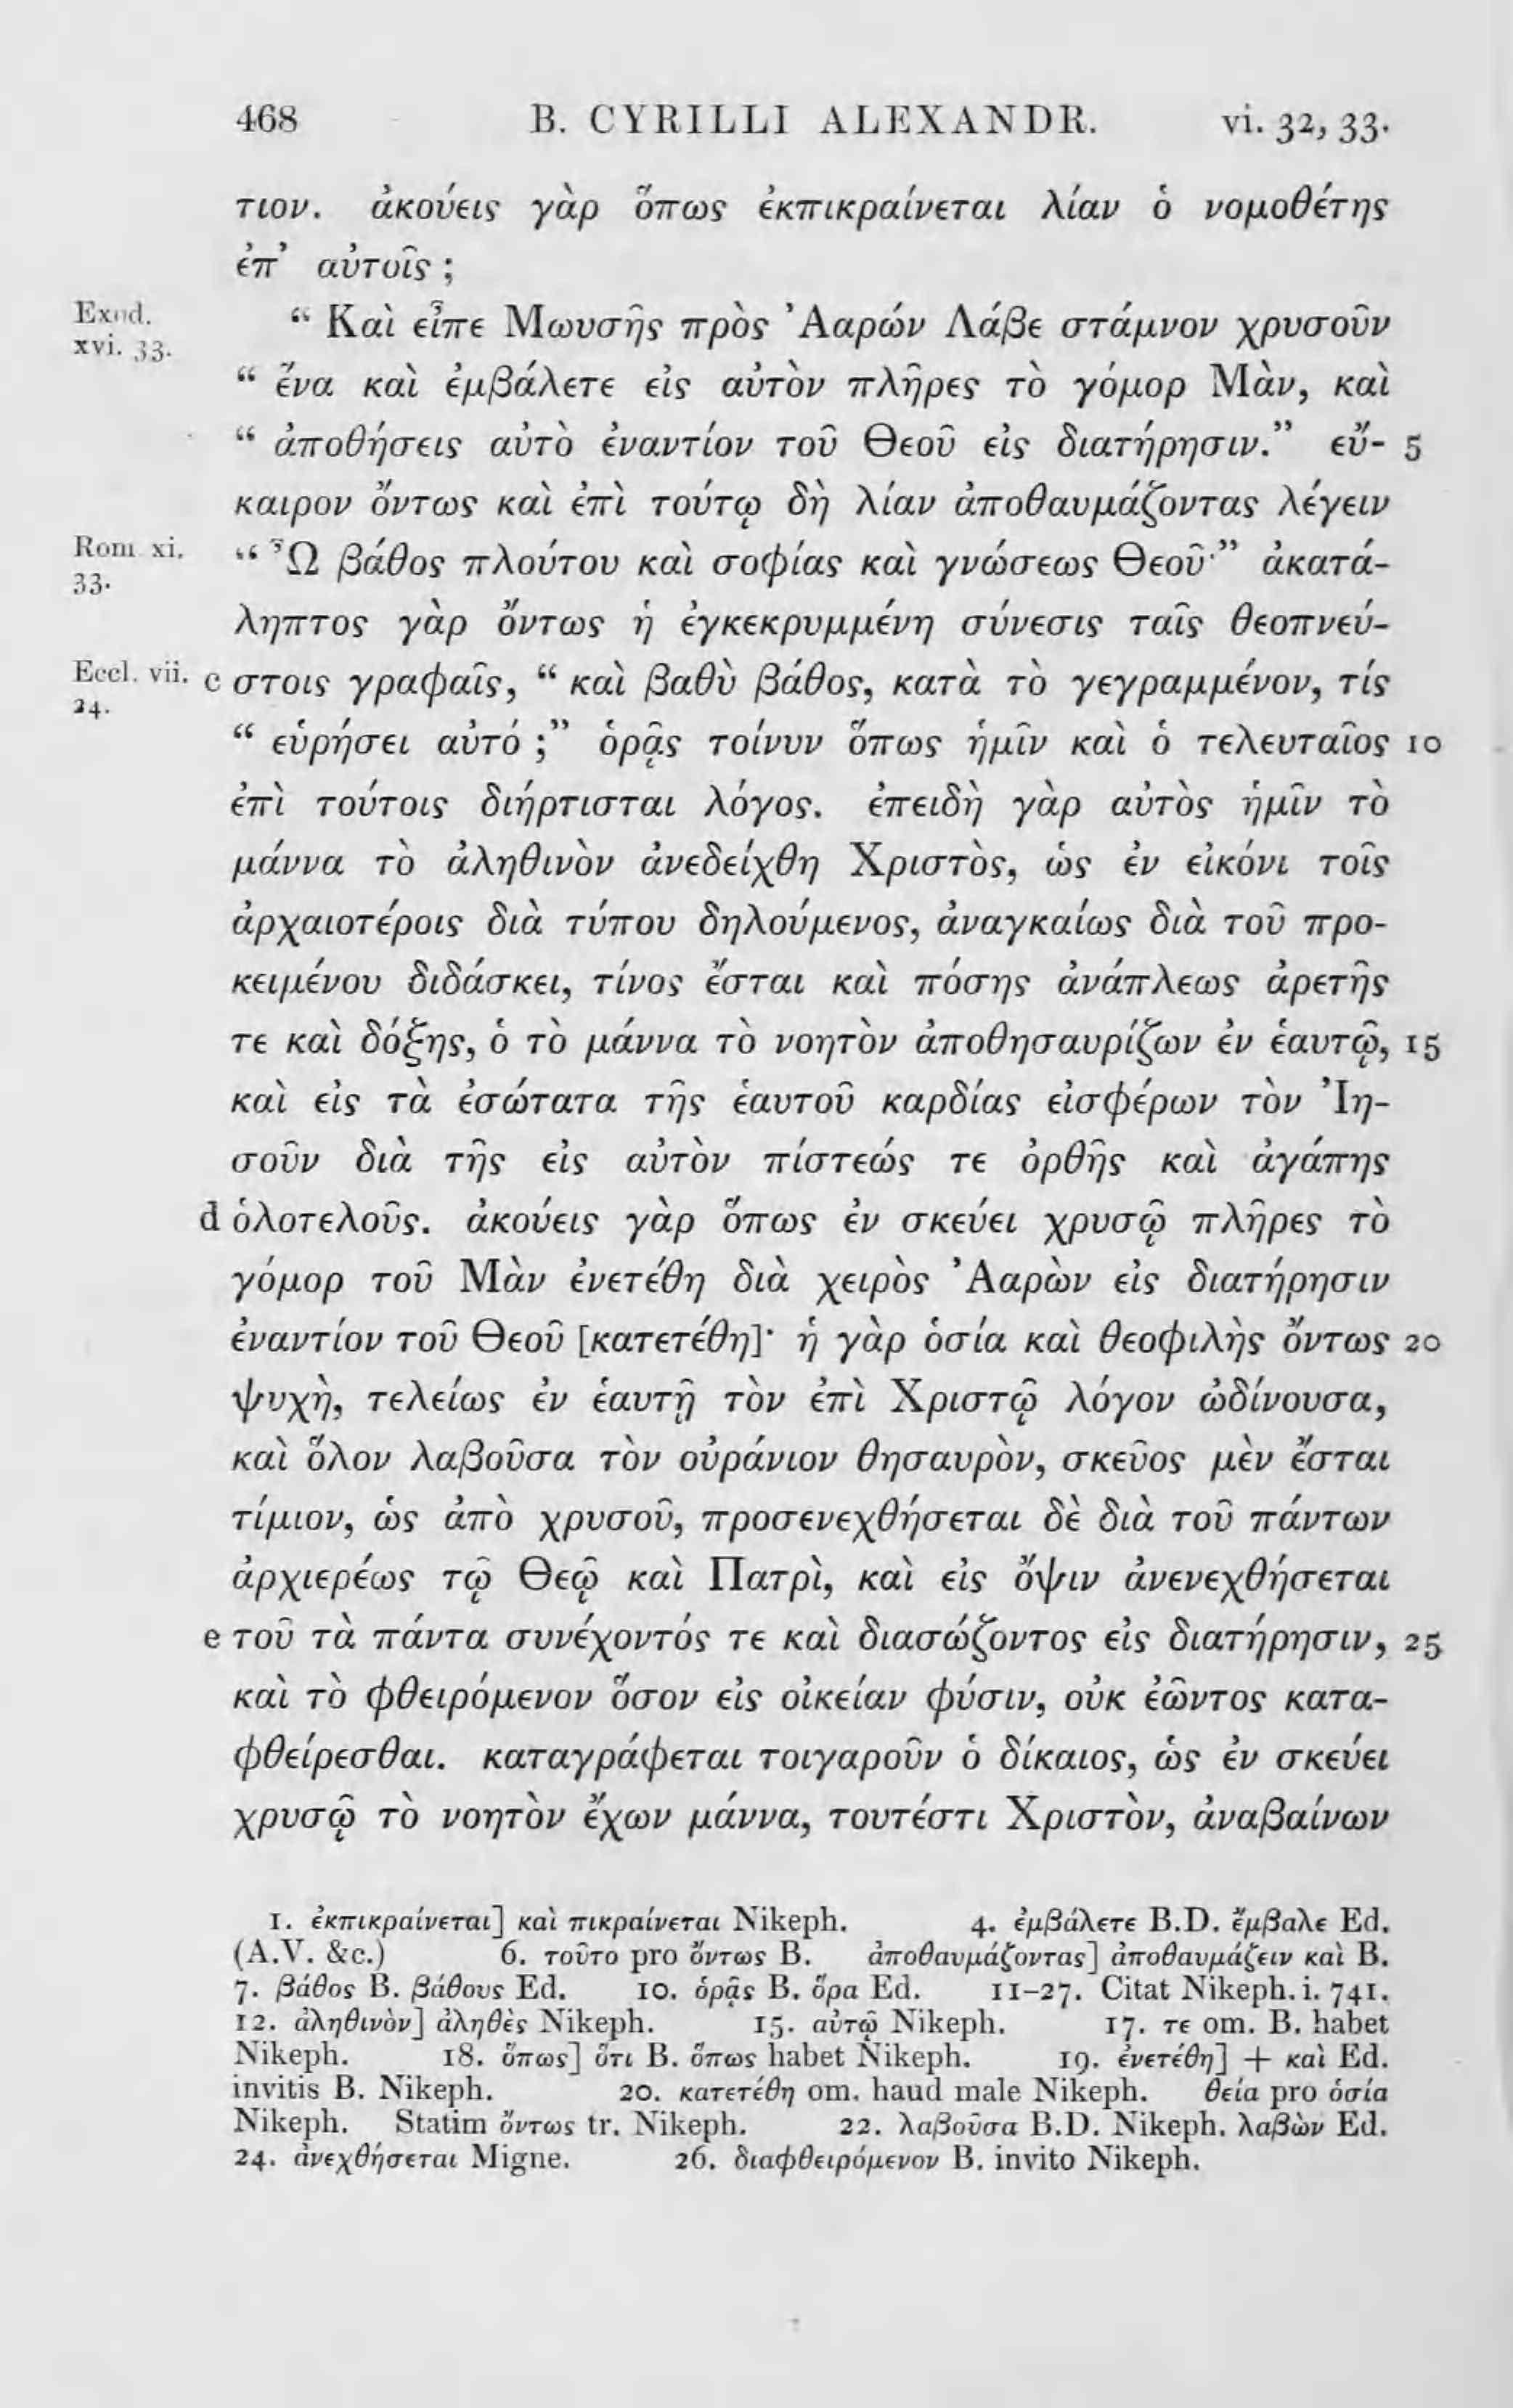 468 B. CYRILLI ALEXANDR. vi. 32, 33.
τιον. ἀκούεις γὰρ ὅπως ἐκπικραίνεται λίαν ὁ νομοθέτης
ἐπ’ αὐτοῖς ;
Exod. xvi. 33.
“ Καὶ εἶπε Μωυσῆς πρὸς Ἀαρών Λάβε στάμνον χρυσοῦν
“ ἕνα καὶ ἐμβάλετε εἰς αὐτὸν πλῆρες τὸ γόμορ Μὰν, καὶ
“ ἀποθήσεις αὐτὸ ἐναντίον τοῦ Θεοῦ εἰς διατήρησιν.” εὔ- 5
καιρον ὄντως καὶ ἐπὶ τούτῳ δὴ λίαν ἀποθαυμάζοντας λέγειν
Rom xi. 33.
“ Ὦ βάθος πλούτου καὶ σοφίας καὶ γνώσεως Θεοῦ·” ἀκατά-
ληπτος γὰρ ὄντως ἡ ἐγκεκρυμμένη σύνεσις ταῖς θεοπνεύ-
Eccl. vii. 24.
c στοις γραφαῖς, “ καὶ βαθὺ βάθος, κατὰ τὸ γεγραμμένον, τίς
“ εὑρήσει αὐτό ;” ὁρᾷς τοίνυν ὅπως ἡμῖν καὶ ὁ τελευταῖος 10
ἐπὶ τούτοις διήρτισται λόγος. ἐπειδὴ γὰρ αὐτὸς ἡμῖν τὸ
μάννα τὸ ἀληθινὸν ἀνεδείχθη Χριστὸς, ὡς ἐν εἰκόνι τοῖς
ἀρχαιοτέροις διὰ τύπου δηλούμενος, ἀναγκαίως διὰ τοῦ προ-
κειμένου διδάσκει, τίνος ἔσται καὶ πόσης ἀνάπλεως ἀρετῆς
τε καὶ δόξης, ὁ τὸ μάννα τὸ νοητὸν ἀποθησαυρίζων ἐν ἑαυτῷ, 15
καὶ εἰς τὰ ἐσώτατα τῆς ἑαυτοῦ καρδίας εἰσφέρων τὸν Ἰη-
σοῦν διὰ τῆς εἰς αὐτὸν πίστεώς τε ὀρθῆς καὶ ἀγάπης
d ὁλοτελοῦς. ἀκούεις γὰρ ὅπως ἐν σκεύει χρυσῷ πλῆρες τὸ
γόμορ τοῦ Μὰν ἐνετέθη διὰ χειρὸς Ἀαρὼν εἰς διατήρησιν
ἐναντίον τοῦ Θεοῦ [κατετέθη]· ἡ γὰρ ὁσία καὶ θεοφιλὴς ὄντως 20
ψυχὴ, τελείως ἐν ἑαυτῇ τὸν ἐπὶ Χριστῷ λόγον ὠδίνουσα,
καὶ ὅλον λαβοῦσα τὸν οὐράνιον θησαυρὸν, σκεῦος μὲν ἔσται
τίμιον, ὡς ἀπὸ χρυσοῦ, προσενεχθήσεται δὲ διὰ τοῦ πάντων
ἀρχιερέως τῷ Θεῷ καὶ Πατρὶ, καὶ εἰς ὄψιν ἀνενεχθήσεται
e τοῦ τὰ πάντα συνέχοντός τε καὶ διασώζοντος εἰς διατήρησιν, 25
καὶ τὸ φθειρόμενον ὅσον εἰς οἰκείαν φύσιν, οὐκ ἐῶντος κατα-
φθείρεσθαι. καταγράφεται τοιγαροῦν ὁ δίκαιος, ὡς ἐν σκεύει
χρυσῷ τὸ νοητὸν ἔχων μάννα, τουτέστι Χριστὸν, ἀναβαίνων
1. ἐκπικραίνεται] καὶ πικραίνεται Nikeph. 4. ἐμβάλετε B.D. ἔμβαλε Ed.
(A.V. &c.) 6. τοῦτο pro ὄντως B. ἀποθαυμάζοντας] ἀποθαυμάζειν καὶ B.
7. βάθος B. βάθους Ed. 10. ὁρᾷς B. ὅρα Ed. 11-27. Citat Nikeph. i. 741.
12. ἀληθινὸν] ἀληθὲς Nikeph. 15. αὐτῷ Nikeph. 17. τε om. B. habet
Nikeph. 18. ὅπως] ὅτι B. ὅπως habet Nikeph. 19. ἐνετέθη] + καὶ Ed.
invitis B. Nikeph. 20. κατετέθη om. haud male Nikeph. θεία pro ὁσία
Nikeph. Statim ὄντως tr. Nikeph. 22. λαβοῦσα B.D. Nikeph. λαβὼν Ed.
24. ἀνεχθήσεται Migne. 26. διαφθειρόμενον B. invito Nikeph.